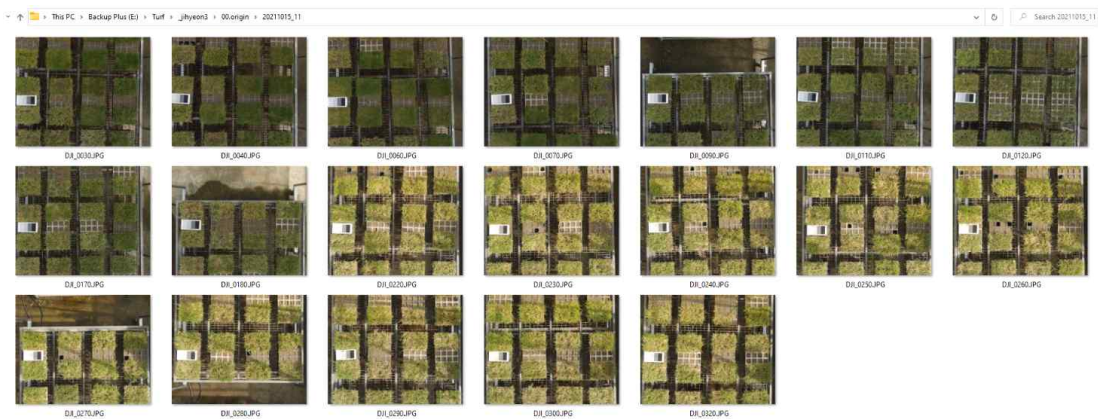 This PC > Backup Plus (E:) > Turf > _jihyeon3 > 00.origin > 20211015_11
Search 20211015_11
DJI_0030.JPG DJI_0040.JPG DJI_0060.JPG DJI_0070.JPG DJI_0090.JPG DJI_0110.JPG DJI_0120.JPG
DJI_0170.JPG DJI_0180.JPG DJI_0220.JPG DJI_0230.JPG DJI_0240.JPG DJI_0250.JPG DJI_0260.JPG
DJI_0270.JPG DJI_0280.JPG DJI_0290.JPG DJI_0300.JPG DJI_0320.JPG